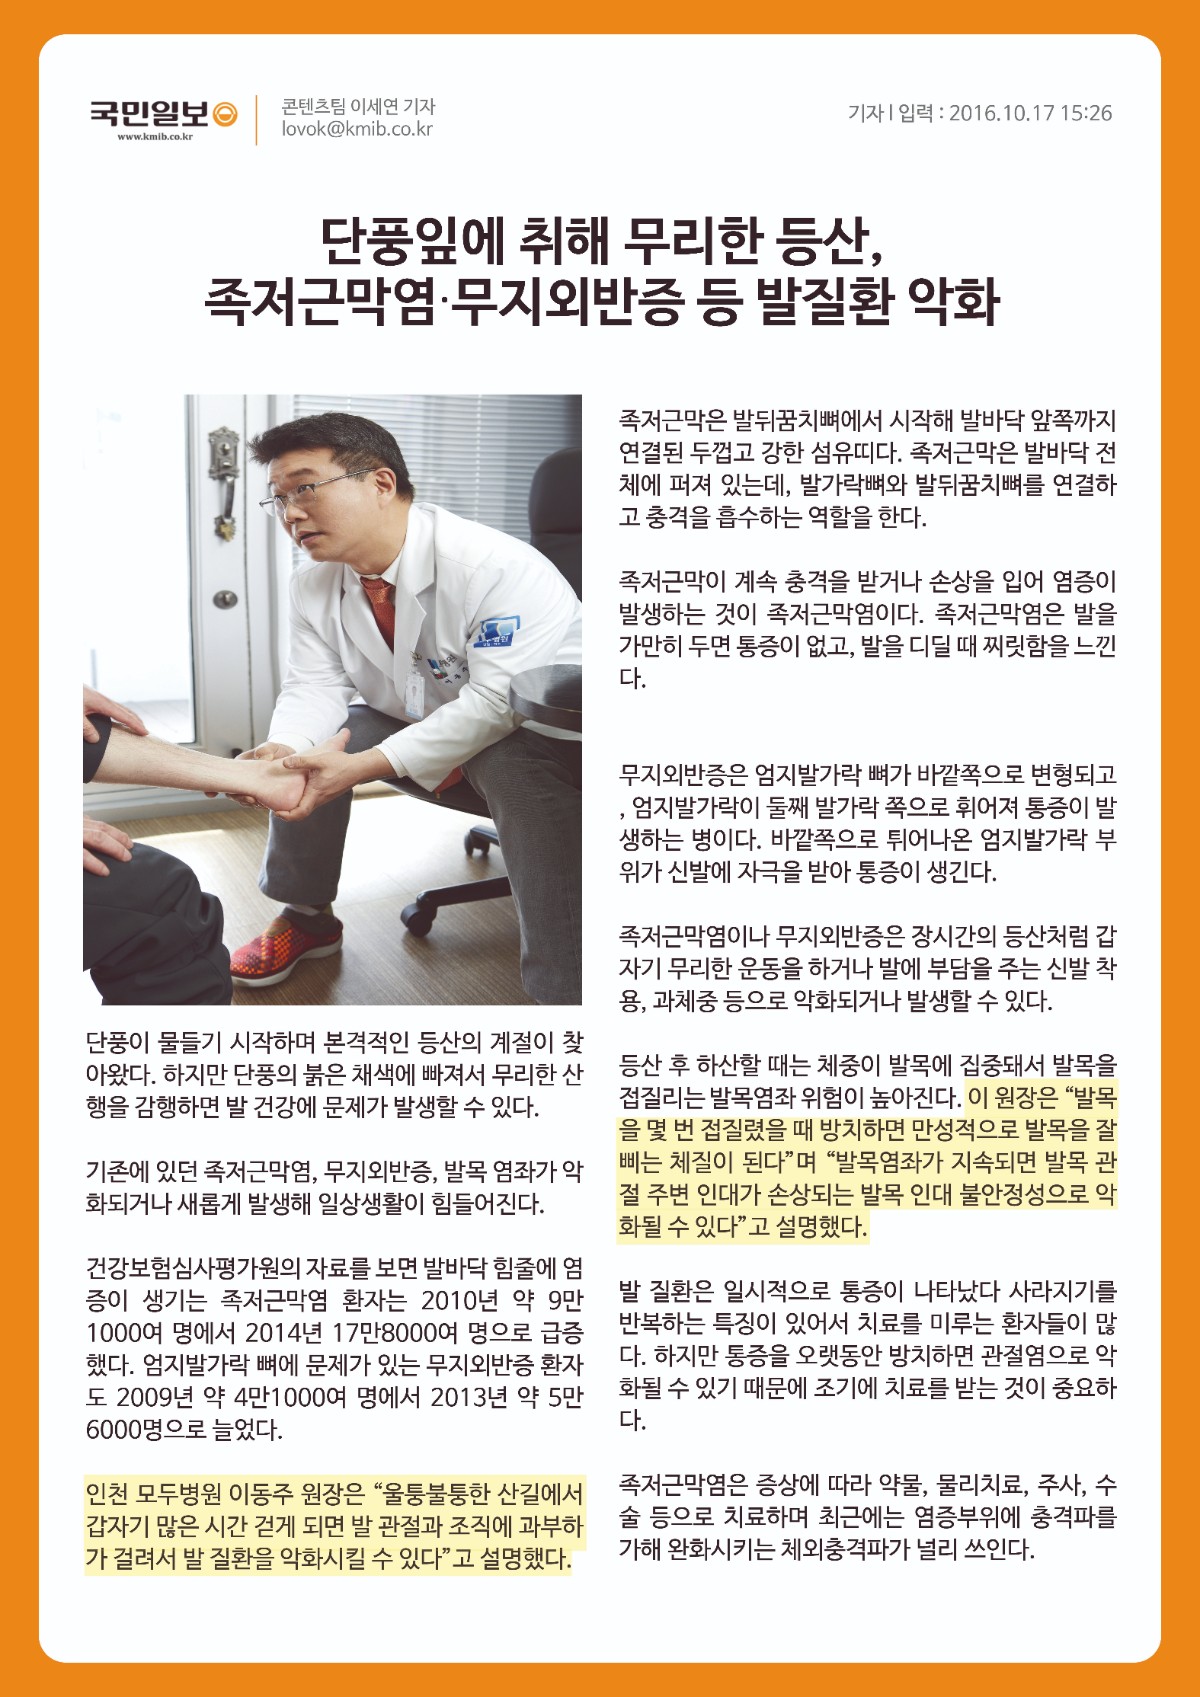 국민일보
www.kmib.co.kr
콘텐츠팀 이세연 기자
lovok@kmib.co.kr
기자 I 입력 : 2016.10.17 15:26
단풍잎에 취해 무리한 등산,
족저근막염·무지외반증 등 발질환 악화
단풍이 물들기 시작하며 본격적인 등산의 계절이 찾
아왔다. 하지만 단풍의 붉은 채색에 빠져서 무리한 산
행을 감행하면 발 건강에 문제가 발생할 수 있다.
기존에 있던 족저근막염, 무지외반증, 발목 염좌가 악
화되거나 새롭게 발생해 일상생활이 힘들어진다.
건강보험심사평가원의 자료를 보면 발바닥 힘줄에 염
증이 생기는 족저근막염 환자는 2010년 약 9만
1000여 명에서 2014년 17만8000여 명으로 급증
했다. 엄지발가락 뼈에 문제가 있는 무지외반증 환자
도 2009년 약 4만1000여 명에서 2013년 약 5만
6000명으로 늘었다.
인천 모두병원 이동주 원장은 “울퉁불퉁한 산길에서
갑자기 많은 시간 걷게 되면 발 관절과 조직에 과부하
가 걸려서 발 질환을 악화시킬 수 있다”고 설명했다.
족저근막은 발뒤꿈치뼈에서 시작해 발바닥 앞쪽까지
연결된 두껍고 강한 섬유띠다. 족저근막은 발바닥 전
체에 퍼져 있는데, 발가락뼈와 발뒤꿈치뼈를 연결하
고 충격을 흡수하는 역할을 한다.
족저근막이 계속 충격을 받거나 손상을 입어 염증이
발생하는 것이 족저근막염이다. 족저근막염은 발을
가만히 두면 통증이 없고, 발을 디딜 때 찌릿함을 느낀
다.
무지외반증은 엄지발가락 뼈가 바깥쪽으로 변형되고
, 엄지발가락이 둘째 발가락 쪽으로 휘어져 통증이 발
생하는 병이다. 바깥쪽으로 튀어나온 엄지발가락 부
위가 신발에 자극을 받아 통증이 생긴다.
족저근막염이나 무지외반증은 장시간의 등산처럼 갑
자기 무리한 운동을 하거나 발에 부담을 주는 신발 착
용, 과체중 등으로 악화되거나 발생할 수 있다.
등산 후 하산할 때는 체중이 발목에 집중돼서 발목을
접질리는 발목염좌 위험이 높아진다. 이 원장은 “발목
을 몇 번 접질렸을 때 방치하면 만성적으로 발목을 잘
삐는 체질이 된다”며 “발목염좌가 지속되면 발목 관
절 주변 인대가 손상되는 발목 인대 불안정성으로 악
화될 수 있다”고 설명했다.
발 질환은 일시적으로 통증이 나타났다 사라지기를
반복하는 특징이 있어서 치료를 미루는 환자들이 많
다. 하지만 통증을 오랫동안 방치하면 관절염으로 악
화될 수 있기 때문에 조기에 치료를 받는 것이 중요하
다.
족저근막염은 증상에 따라 약물, 물리치료, 주사, 수
술 등으로 치료하며 최근에는 염증부위에 충격파를
가해 완화시키는 체외충격파가 널리 쓰인다.